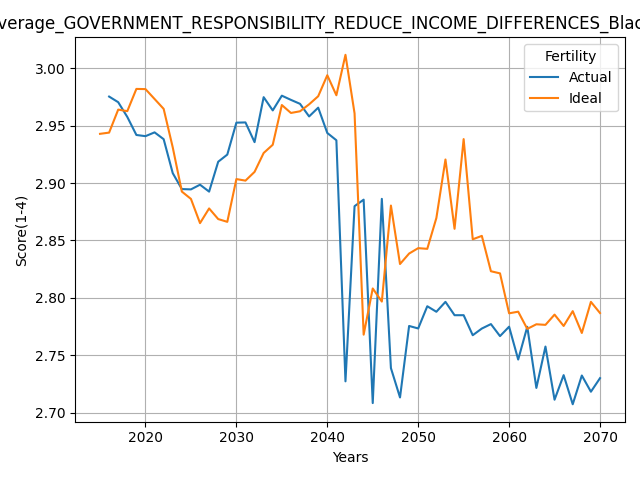 verage_GOVERNMENT_RESPONSIBILITY_REDUCE_INCOME_DIFFERENCES_Blac
Fertility
Actual
Ideal
3.00
2.95
2.90
2.85
2.80
2.75
2.70
Score(1-4)
2020 2030 2040 2050 2060 2070
Years